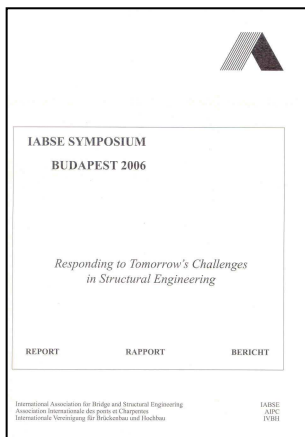 IABSE SYMPOSIUM
BUDAPEST 2006
Responding to Tomorrow's Challenges
in Structural Engineering
REPORT RAPPORT BERICHT
International Association for Bridge and Structural Engineering IABSE
Association Internationale des ponts et Charpentes AIPC
Internationale Vereinigung für Brückenbau und Hochbau IVBH